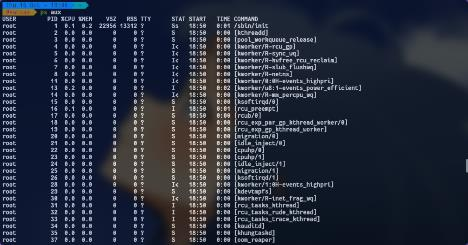 ps aux
USER PID %CPU %MEM VSZ RSS TTY STAT START TIME COMMAND
root 1 0.1 0.2 22956 13312 ? Ss 18:50 0:01 /sbin/init
root 2 0.0 0.0 0 0 ? S 18:50 0:00 [kthreadd]
root 3 0.0 0.0 0 0 ? S 18:50 0:00 [pool_workqueue_release]
root 4 0.0 0.0 0 0 ? I< 18:50 0:00 [kworker/R-rcu_gp]
root 5 0.0 0.0 0 0 ? I< 18:50 0:00 [kworker/R-sync_wq]
root 6 0.0 0.0 0 0 ? I< 18:50 0:00 [kworker/R-kvfree_rcu_reclaim]
root 7 0.0 0.0 0 0 ? I< 18:50 0:00 [kworker/R-slub_flushwq]
root 8 0.0 0.0 0 0 ? I< 18:50 0:00 [kworker/R-netns]
root 11 0.0 0.0 0 0 ? I< 18:50 0:00 [kworker/0:0H-events_highpri]
root 13 0.2 0.0 0 0 ? I 18:50 0:02 [kworker/u8:1-events_power_efficient]
root 14 0.0 0.0 0 0 ? I< 18:50 0:00 [kworker/R-mm_percpu_wq]
root 15 0.0 0.0 0 0 ? S 18:50 0:00 [ksoftirqd/0]
root 16 0.1 0.0 0 0 ? I 18:50 0:01 [rcu_preempt]
root 17 0.0 0.0 0 0 ? S 18:50 0:00 [rcub/0]
root 18 0.0 0.0 0 0 ? S 18:50 0:00 [rcu_exp_par_gp_kthread_worker/0]
root 19 0.0 0.0 0 0 ? S 18:50 0:00 [rcu_exp_gp_kthread_worker]
root 20 0.0 0.0 0 0 ? S 18:50 0:00 [migration/0]
root 21 0.0 0.0 0 0 ? S 18:50 0:00 [idle_inject/0]
root 22 0.0 0.0 0 0 ? S 18:50 0:00 [cpuhp/0]
root 23 0.0 0.0 0 0 ? S 18:50 0:00 [cpuhp/1]
root 24 0.0 0.0 0 0 ? S 18:50 0:00 [idle_inject/1]
root 25 0.0 0.0 0 0 ? S 18:50 0:00 [migration/1]
root 26 0.0 0.0 0 0 ? S 18:50 0:00 [ksoftirqd/1]
root 28 0.0 0.0 0 0 ? I< 18:50 0:00 [kworker/1:0H-events_highpri]
root 29 0.0 0.0 0 0 ? S 18:50 0:00 [kdevtmpfs]
root 30 0.0 0.0 0 0 ? I< 18:50 0:00 [kworker/R-inet_frag_wq]
root 31 0.0 0.0 0 0 ? I 18:50 0:00 [rcu_tasks_kthread]
root 32 0.0 0.0 0 0 ? I 18:50 0:00 [rcu_tasks_rude_kthread]
root 33 0.0 0.0 0 0 ? I 18:50 0:00 [rcu_tasks_trace_kthread]
root 34 0.0 0.0 0 0 ? S 18:50 0:00 [kauditd]
root 35 0.0 0.0 0 0 ? S 18:50 0:00 [khungtaskd]
root 37 0.0 0.0 0 0 ? S 18:50 0:00 [oom_reaper]